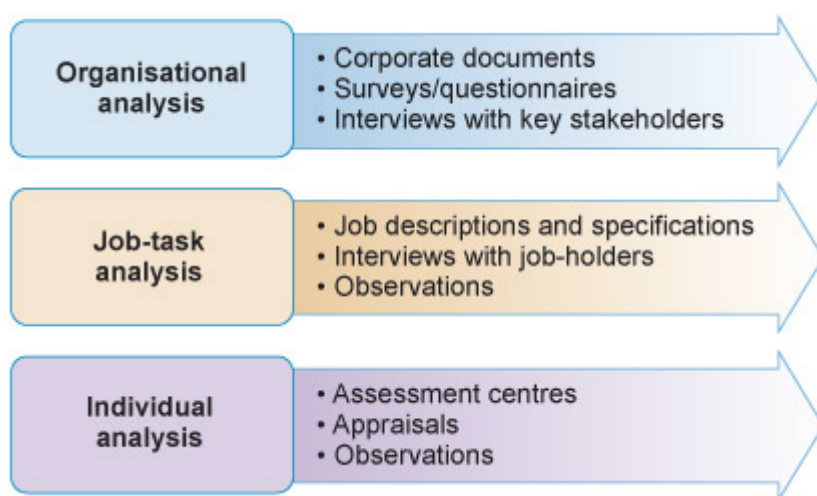 Organisational
analysis
• Corporate documents
• Surveys/questionnaires
• Interviews with key stakeholders
Job-task
analysis
• Job descriptions and specifications
• Interviews with job-holders
• Observations
Individual
analysis
• Assessment centres
• Appraisals
• Observations